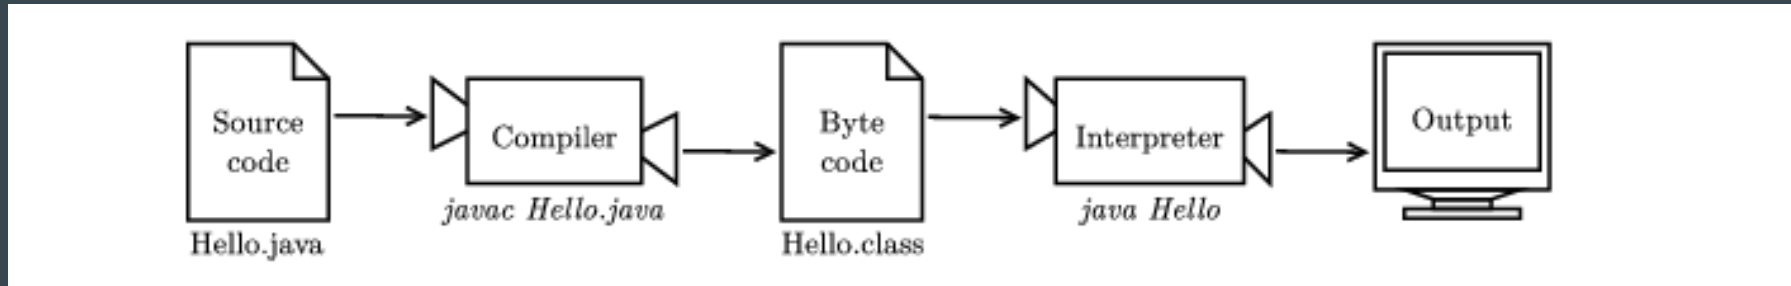 Source
code
Hello.java
Compiler
javac Hello.java
Byte
code
Hello.class
Interpreter
java Hello
Output